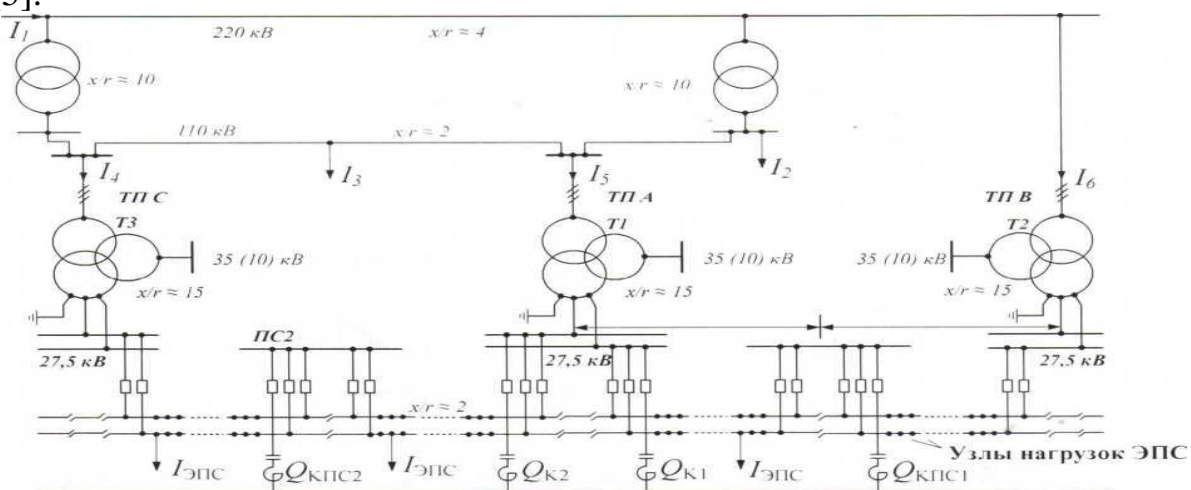 5].
I1
220 кВ
x/r ≈ 4
x/r ≈ 10
x/r ≈ 10
110 кВ
x/r ≈ 2
I4
I3
I5
I2
I6
ТП С
ТП А
ТП В
Т3
Т1
Т2
35 (10) кВ
35 (10) кВ
35 (10) кВ
x/r ≈ 15
x/r ≈ 15
x/r ≈ 15
ПС2
27,5 кВ
27,5 кВ
27,5 кВ
x/r ≈ 2
Узлы нагрузок ЭПС
IЭПС
QКПС2
IЭПС
QК2
QК1
IЭПС
QКПС1